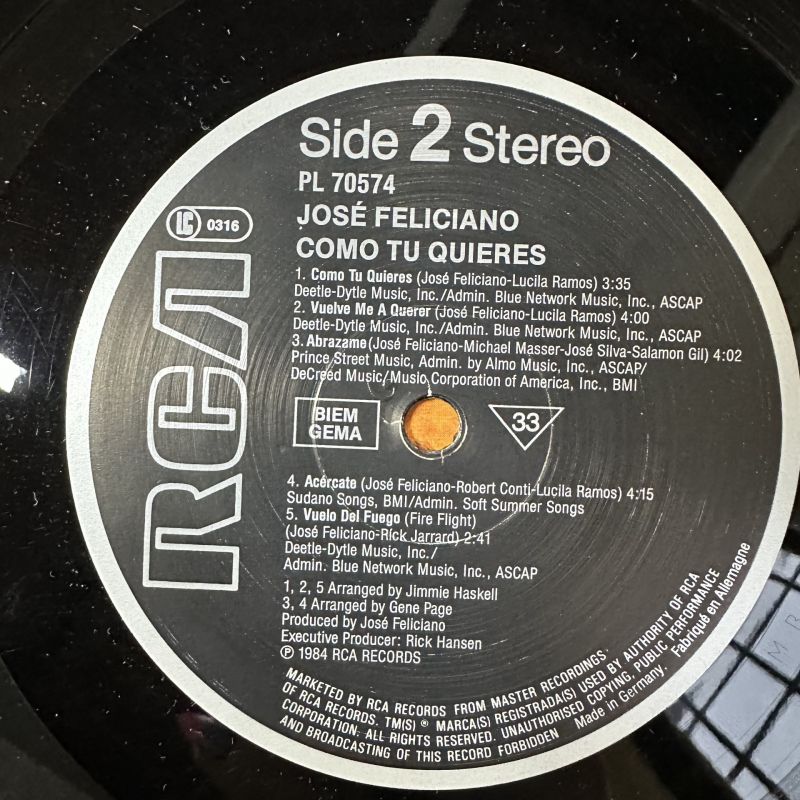 Side 2 Stereo
PL 70574
LC 0316
JOSÉ FELICIANO
COMO TU QUIERES
RCA
1. Como Tu Quieres (José Feliciano-Lucila Ramos) 3:35
Deetle-Dytle Music, Inc./Admin. Blue Network Music, Inc., ASCAP
2. Vuelve Me A Querer (José Feliciano-Lucila Ramos) 4:00
Deetle-Dytle Music, Inc./Admin. Blue Network Music, Inc., ASCAP
3. Abrazame (José Feliciano-Michael Masser-José Silva-Salamon Gil) 4:02
Prince Street Music, Admin. by Almo Music, Inc., ASCAP/
DeCreed Music/Music Corporation of America, Inc., BMI
BIEM
GEMA
33
4. Acércate (José Feliciano-Robert Conti-Lucila Ramos) 4:15
Sudano Songs, BMI/Admin. Soft Summer Songs
5. Vuelo Del Fuego (Fire Flight)
(José Feliciano-Rick Jarrard) 2:41
Deetle-Dytle Music, Inc./
Admin. Blue Network Music, Inc., ASCAP
1, 2, 5 Arranged by Jimmie Haskell
3, 4 Arranged by Gene Page
Produced by José Feliciano
Executive Producer: Rick Hansen
℗ 1984 RCA RECORDS
MARKETED BY RCA RECORDS FROM MASTER RECORDINGS
OF RCA RECORDS. TM(S) ® MARCA(S) REGISTRADA(S) USED BY AUTHORITY OF RCA
CORPORATION. ALL RIGHTS RESERVED. UNAUTHORISED COPYING, PUBLIC PERFORMANCE
AND BROADCASTING OF THIS RECORD FORBIDDEN Made in Germany. Fabriqué en Allemagne